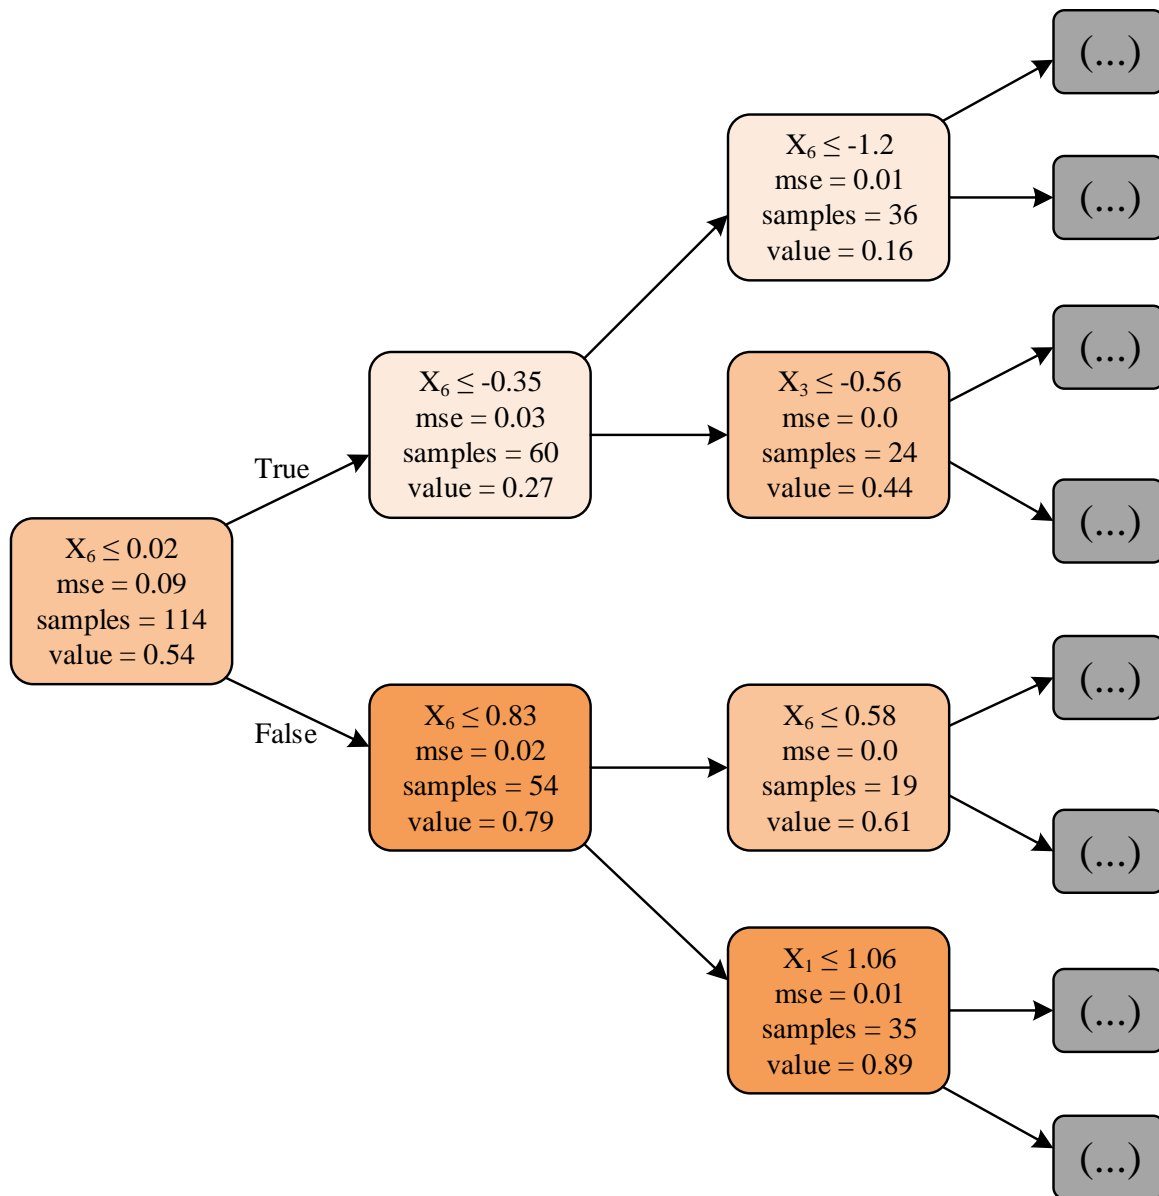 X₆ ≤ 0.02
mse = 0.09
samples = 114
value = 0.54
True
False
X₆ ≤ -0.35
mse = 0.03
samples = 60
value = 0.27
X₆ ≤ 0.83
mse = 0.02
samples = 54
value = 0.79
X₆ ≤ -1.2
mse = 0.01
samples = 36
value = 0.16
X₃ ≤ -0.56
mse = 0.0
samples = 24
value = 0.44
X₆ ≤ 0.58
mse = 0.0
samples = 19
value = 0.61
X₁ ≤ 1.06
mse = 0.01
samples = 35
value = 0.89
(...)
(...)
(...)
(...)
(...)
(...)
(...)
(...)